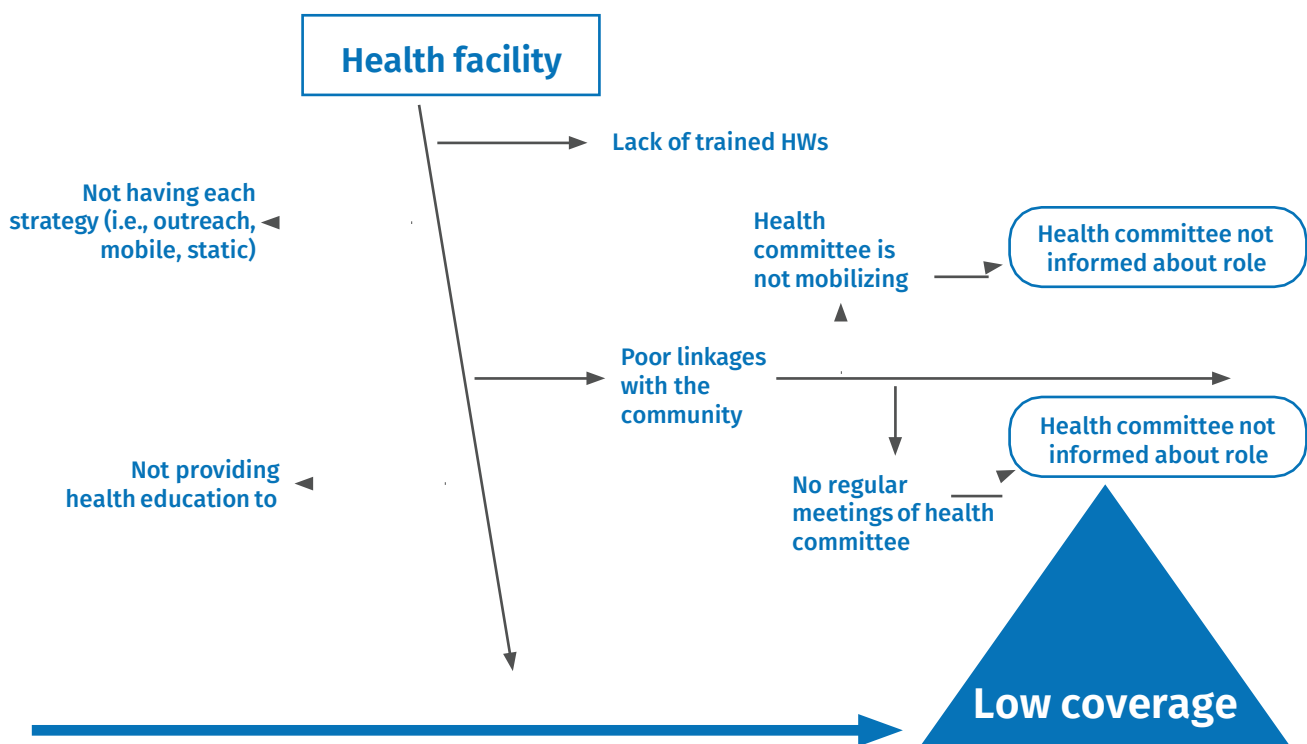 Health facility
Lack of trained HWs
Not having each
strategy (i.e., outreach,
mobile, static)
Health
committee is
not mobilizing
Health committee not
informed about role
Poor linkages
with the
community
Health committee not
informed about role
Not providing
health education to
No regular
meetings of health
committee
Low coverage